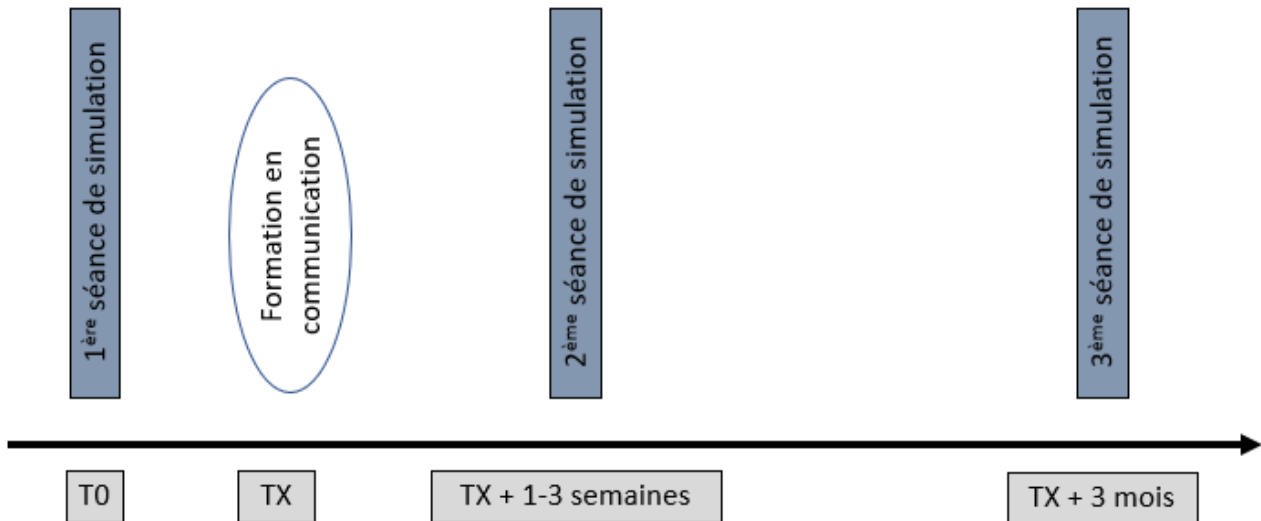 1ère séance de simulation
Formation en
communication
2ème séance de simulation
3ème séance de simulation
T0
TX
TX + 1-3 semaines
TX + 3 mois